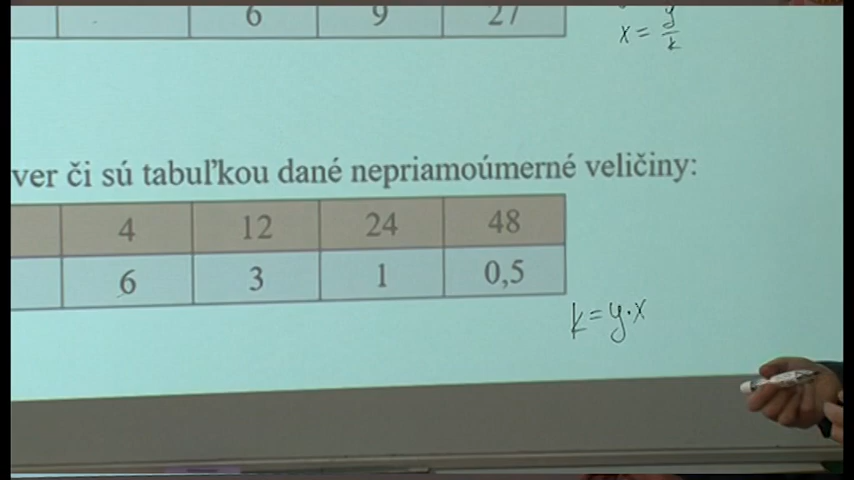 6 9 27
x = y/k
ver či sú tabuľkou dané nepriamoúmerné veličiny:
4 12 24 48
6 3 1 0,5
k = y·x